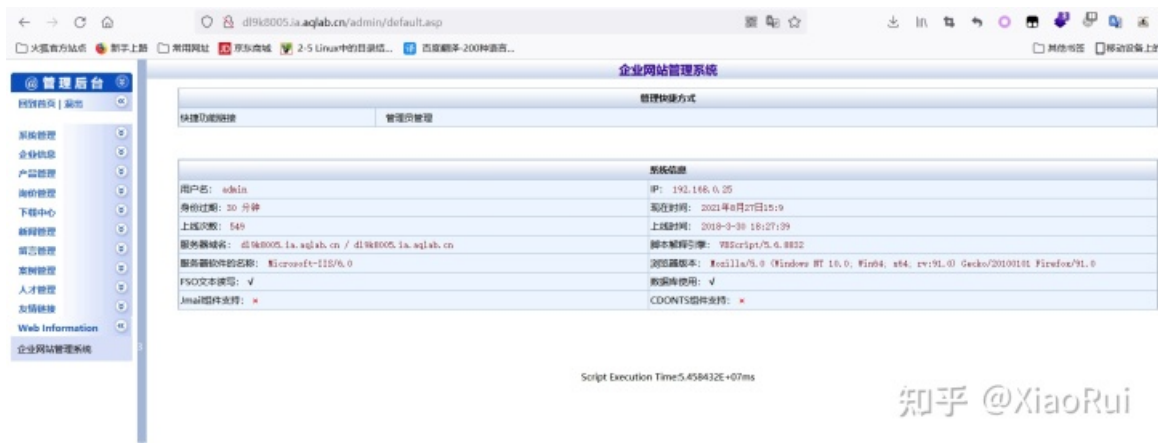 dl9k8005.ia.aqlab.cn/admin/default.asp
火狐官方站点 新手上路 常用网址 京东商城 2-5 Linux中的目录结... 百度翻译-200种语言... 其他书签 移动设备上的
企业网站管理系统
@ 管理后台
回到首页 | 退出
系统管理
企业信息
产品管理
询价管理
下载中心
新闻管理
留言管理
案例管理
人才管理
友情链接
Web Information
企业网站管理系统
管理快捷方式
快捷功能链接 管理员管理
系统信息
用户名: admin IP: 192.168.0.25
身份过期: 30 分钟 现在时间: 2021年8月27日15:9
上线次数: 549 上线时间: 2018-3-30 18:27:39
服务器域名: dl9k8005.ia.aqlab.cn / dl9k8005.ia.aqlab.cn 脚本解释引擎: VBScript/5.6.8832
服务器软件的名称: Microsoft-IIS/6.0 浏览器版本: Mozilla/5.0 (Windows NT 10.0; Win64; x64; rv:91.0) Gecko/20100101 Firefox/91.0
FSO文本读写: √ 数据库使用: √
Jmail组件支持: × CDONTS组件支持: ×
Script Execution Time:5.458432E+07ms
知乎 @XiaoRui